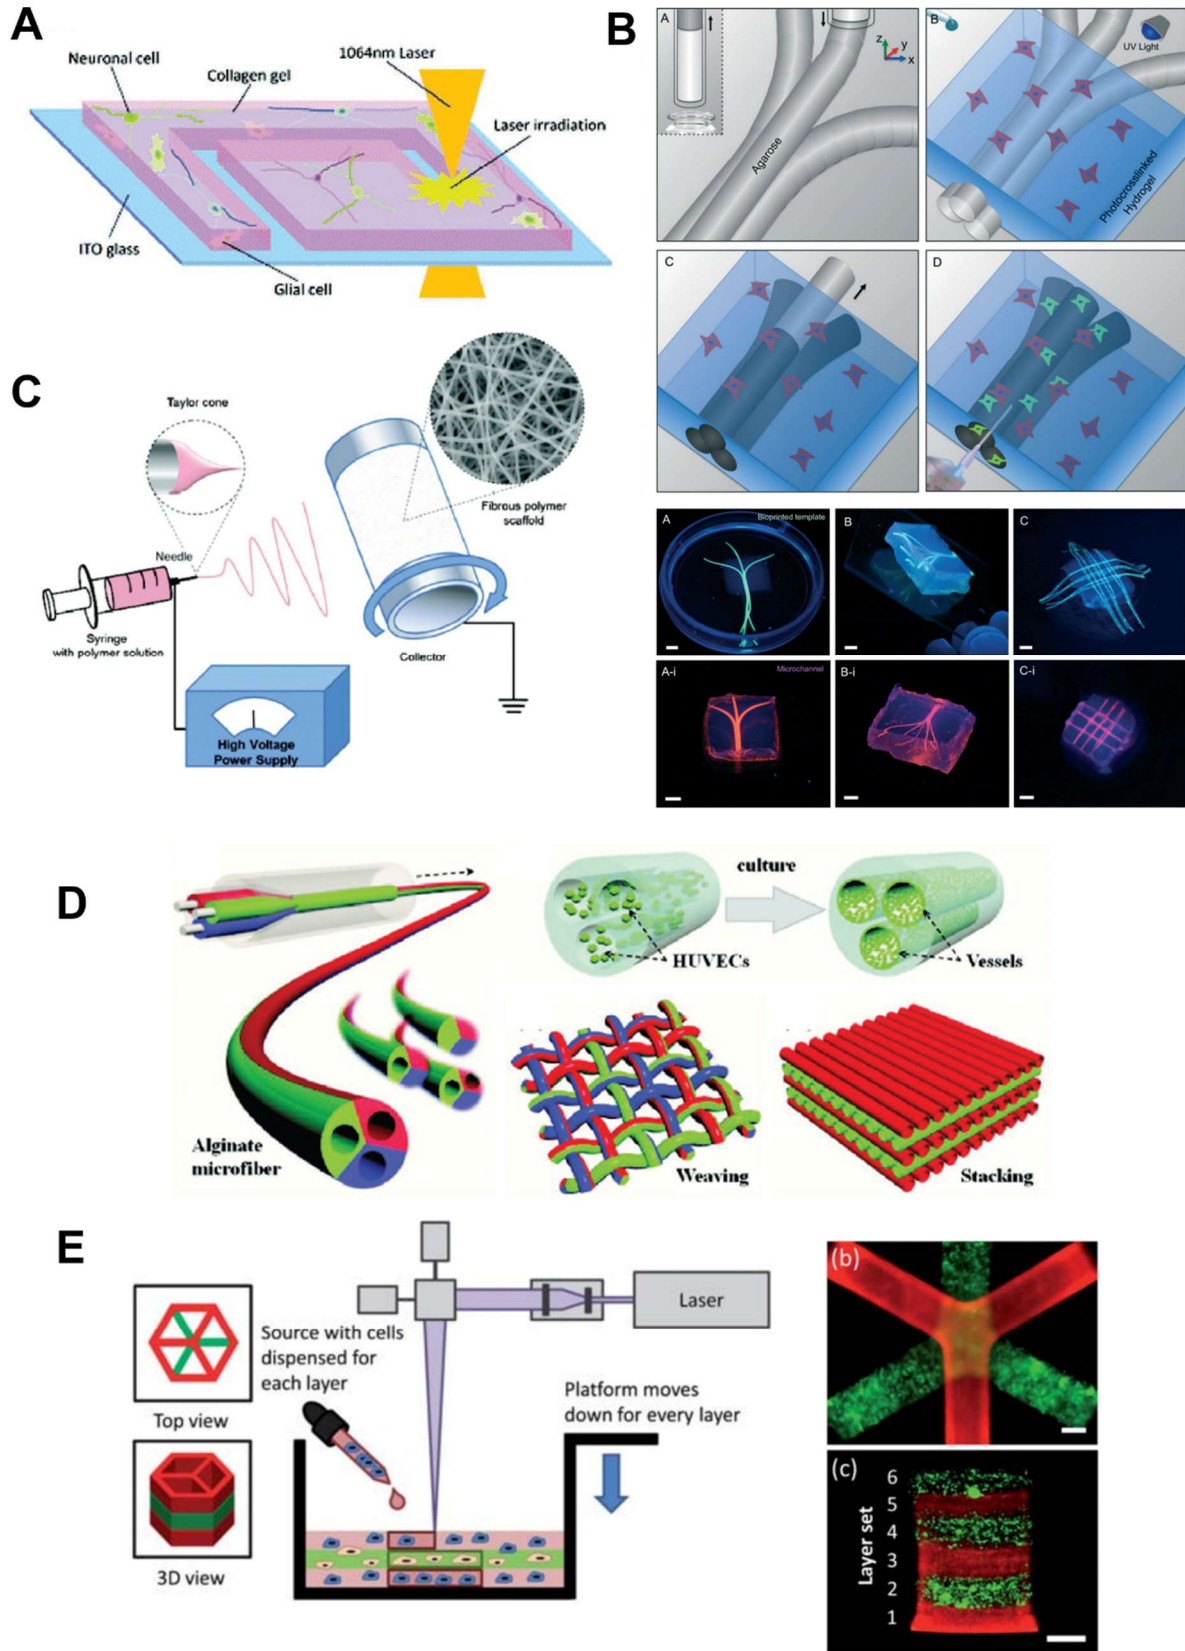 A
Neuronal cell
Collagen gel
1064nm Laser
Laser irradiation
ITO glass
Glial cell
B
A
z
y
x
Agarose
B
UV Light
Photocrosslinked
Hydrogel
C
D
A
Bioprinted template
B
C
A-i
Microchannel
B-i
C-i
C
Taylor cone
Needle
Syringe
with polymer solution
Fibrous polymer
scaffold
Collector
High Voltage
Power Supply
D
Alginate
microfiber
culture
HUVECs
Vessels
Weaving
Stacking
E
Top view
3D view
Source with cells
dispensed for
each layer
Laser
Platform moves
down for every layer
(b)
(c)
Layer set
6
5
4
3
2
1